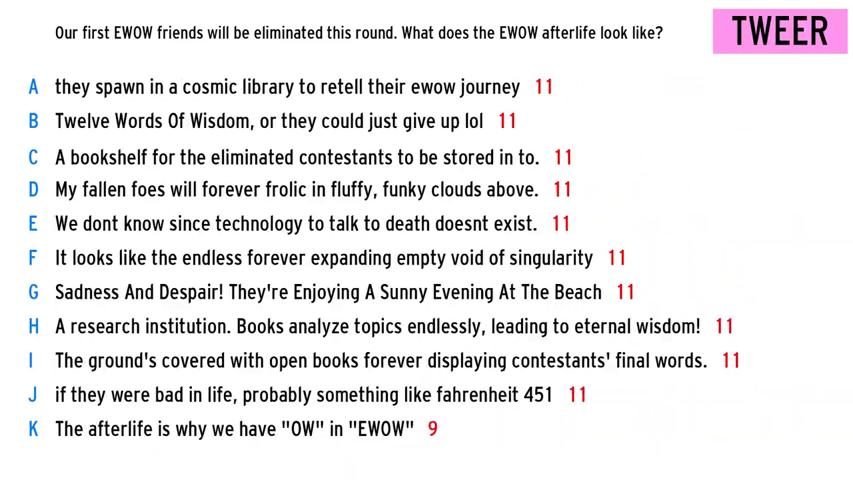 Our first EWOW friends will be eliminated this round. What does the EWOW afterlife look like?
TWEER
A they spawn in a cosmic library to retell their ewow journey 11
B Twelve Words Of Wisdom, or they could just give up lol 11
C A bookshelf for the eliminated contestants to be stored in to. 11
D My fallen foes will forever frolic in fluffy, funky clouds above. 11
E We dont know since technology to talk to death doesnt exist. 11
F It looks like the endless forever expanding empty void of singularity 11
G Sadness And Despair! They're Enjoying A Sunny Evening At The Beach 11
H A research institution. Books analyze topics endlessly, leading to eternal wisdom! 11
I The ground's covered with open books forever displaying contestants' final words. 11
J if they were bad in life, probably something like fahrenheit 451 11
K The afterlife is why we have "OW" in "EWOW" 9